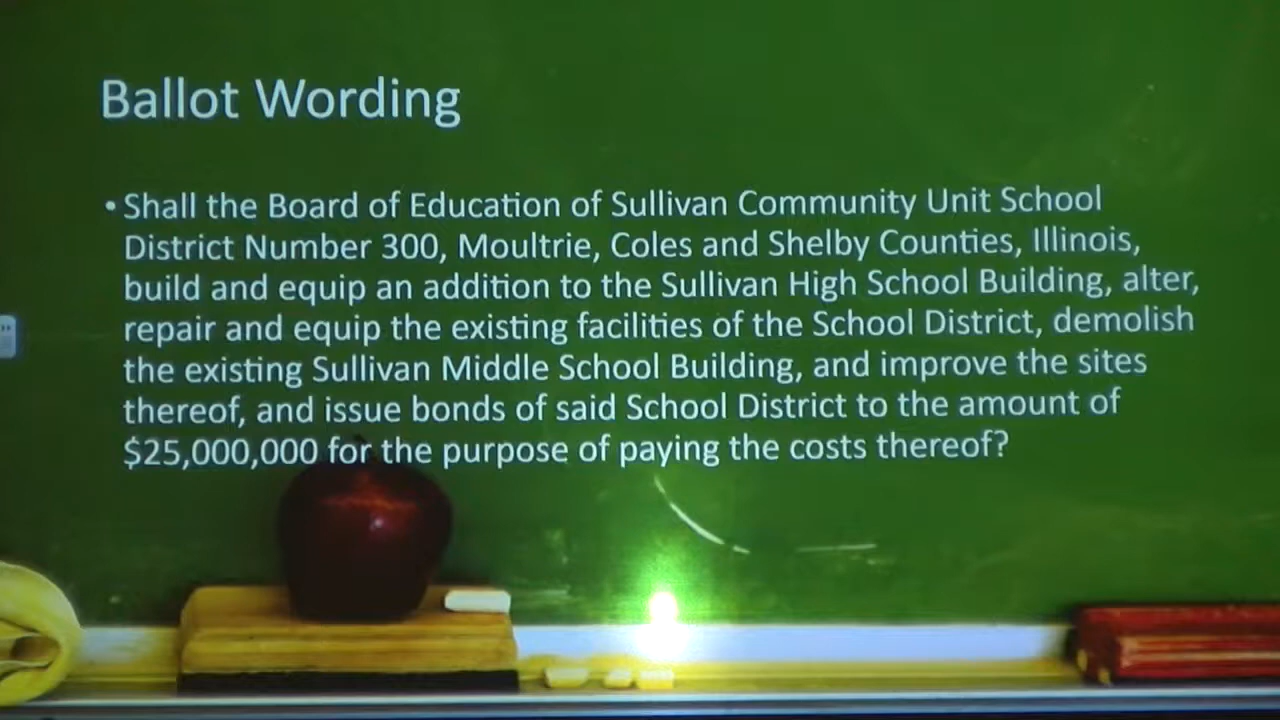 Ballot Wording
• Shall the Board of Education of Sullivan Community Unit School
District Number 300, Moultrie, Coles and Shelby Counties, Illinois,
build and equip an addition to the Sullivan High School Building, alter,
repair and equip the existing facilities of the School District, demolish
the existing Sullivan Middle School Building, and improve the sites
thereof, and issue bonds of said School District to the amount of
$25,000,000 for the purpose of paying the costs thereof?